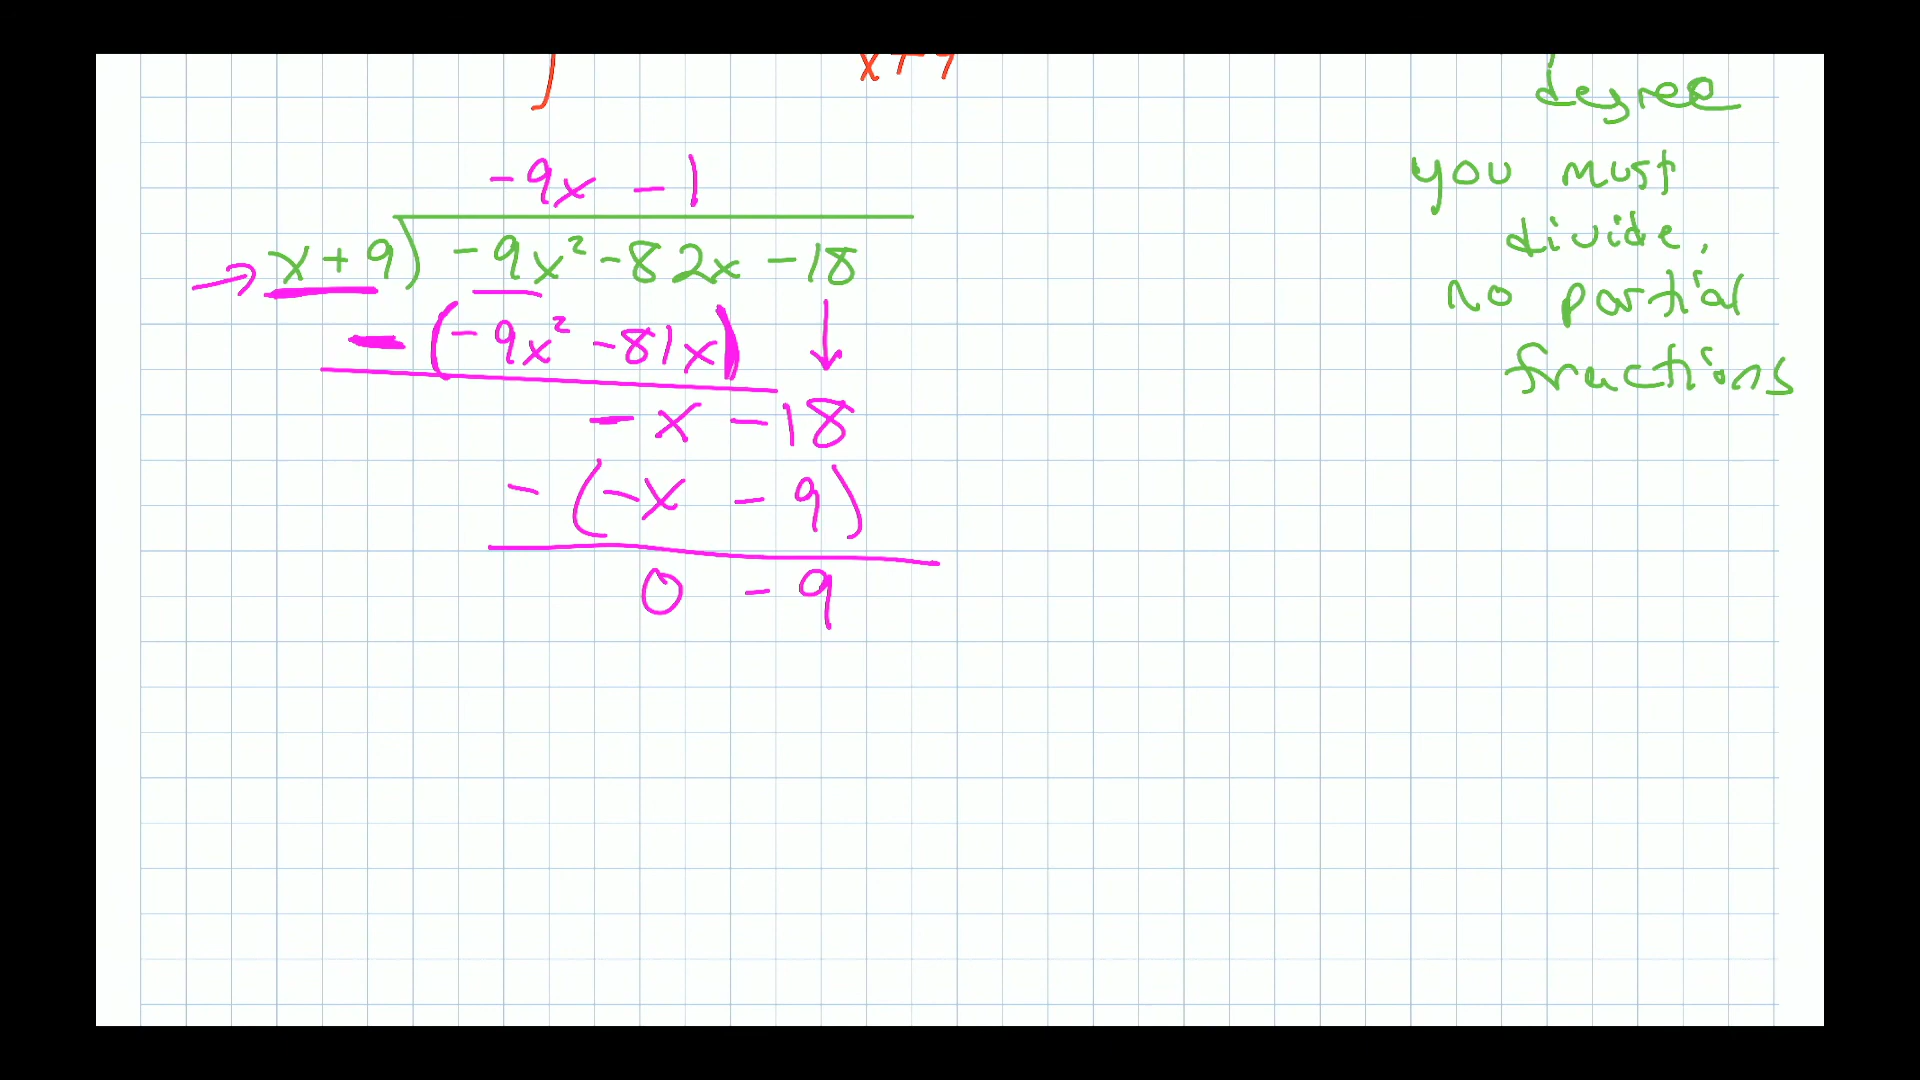 x+9
-9x - 1
x+9) -9x² -82x -18
-(-9x² -81x)
-x -18
-(-x - 9)
0 - 9
degree
you must
divide,
no partial
fractions